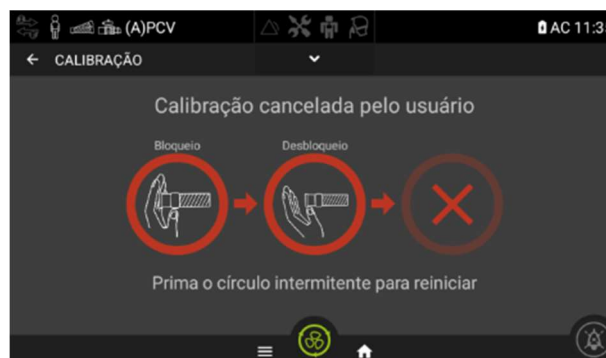 (A)PCV AC 11:3
CALIBRAÇÃO
Calibração cancelada pelo usuário
Bloqueio Desbloqueio
Prima o círculo intermitente para reiniciar